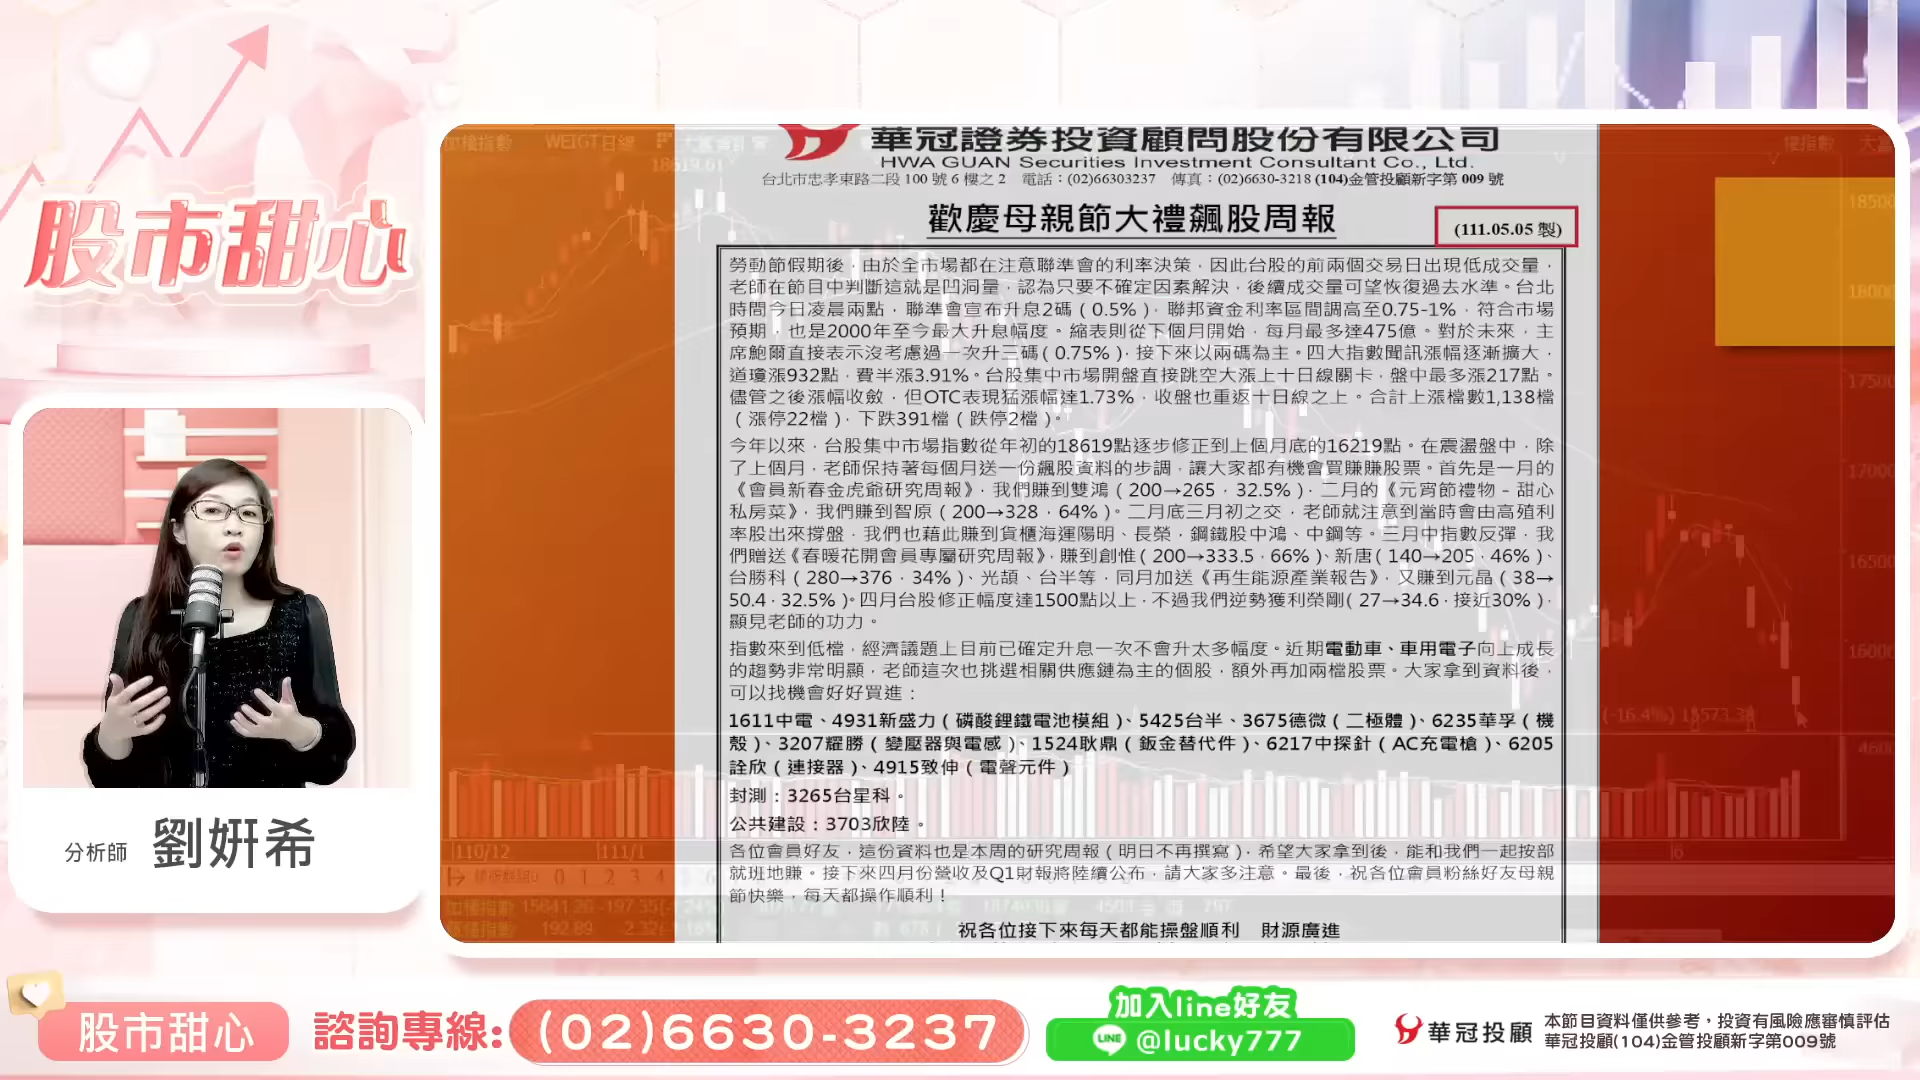 股市甜心
分析師 劉妍希
華冠證券投資顧問股份有限公司
HWA GUAN Securities Investment Consultant Co., Ltd.
台北市忠孝東路二段 100 號 6 樓之 2 電話：(02)66303237 傳真：(02)6630-3218 (104)金管投顧新字第 009 號
歡慶母親節大禮飆股周報
(111.05.05 製)
勞動節假期後，由於全市場都在注意聯準會的利率決策，因此台股的前兩個交易日出現低成交量，
老師在節目中判斷這就是凹洞量，認為只要不確定因素解決，後續成交量可望恢復過去水準。台北
時間今日凌晨兩點，聯準會宣布升息2碼（0.5%），聯邦資金利率區間調高至0.75-1%，符合市場
預期，也是2000年至今最大升息幅度。縮表則從下個月開始，每月最多達475億。對於未來，主
席鮑爾直接表示沒考慮過一次升三碼（0.75%），接下來以兩碼為主。四大指數聞訊漲幅逐漸擴大，
道瓊漲932點，費半漲3.91%。台股集中市場開盤直接跳空大漲上十日線關卡，盤中最多漲217點。
儘管之後漲幅收斂，但OTC表現猛漲幅達1.73%，收盤也重返十日線之上。合計上漲檔數1,138檔
（漲停22檔），下跌391檔（跌停2檔）。
今年以來，台股集中市場指數從年初的18619點逐步修正到上個月底的16219點。在震盪盤中，除
了上個月，老師保持著每個月送一份飆股資料的步調，讓大家都有機會買賺賺股票。首先是一月的
《會員新春金虎爺研究周報》，我們賺到雙鴻（200→265，32.5%），二月的《元宵節禮物－甜心
私房菜》，我們賺到智原（200→328，64%）。二月底三月初之交，老師就注意到當時會由高殖利
率股出來撐盤，我們也藉此賺到貨櫃海運陽明、長榮，鋼鐵股中鴻、中鋼等。三月中指數反彈，我
們贈送《春暖花開會員專屬研究周報》，賺到創惟（200→333.5，66%）、新唐（140→205，46%）、
台勝科（280→376，34%）、光頡、台半等，同月加送《再生能源產業報告》，又賺到元晶（38→
50.4，32.5%）。四月台股修正幅度達1500點以上，不過我們逆勢獲利榮剛（27→34.6，接近30%），
顯見老師的功力。
指數來到低檔，經濟議題上目前已確定升息一次不會升太多幅度。近期電動車、車用電子向上成長
的趨勢非常明顯，老師這次也挑選相關供應鏈為主的個股，額外再加兩檔股票。大家拿到資料後，
可以找機會好好買進：
1611中電、4931新盛力（磷酸鋰鐵電池模組）、5425台半、3675德微（二極體）、6235華孚（機
殼）、3207耀勝（變壓器與電感）、1524耿鼎（鈑金替代件）、6217中探針（AC充電槍）、6205
詮欣（連接器）、4915致伸（電聲元件）
封測：3265台星科。
公共建設：3703欣陸。
各位會員好友，這份資料也是本周的研究周報（明日不再撰寫），希望大家拿到後，能和我們一起按部
就班地賺。接下來四月份營收及Q1財報將陸續公布，請大家多注意。最後，祝各位會員粉絲好友母親
節快樂，每天都操作順利！
祝各位接下來每天都能操盤順利 財源廣進
WEIGT日線
18619.61
18500
18000
17500
17000
16500
16000
(-16.4%) 15573.3
110/12
111/1
股市甜心
諮詢專線:(02)6630-3237
加入line好友
LINE @lucky777
華冠投顧
本節目資料僅供參考，投資有風險應審慎評估
華冠投顧(104)金管投顧新字第009號